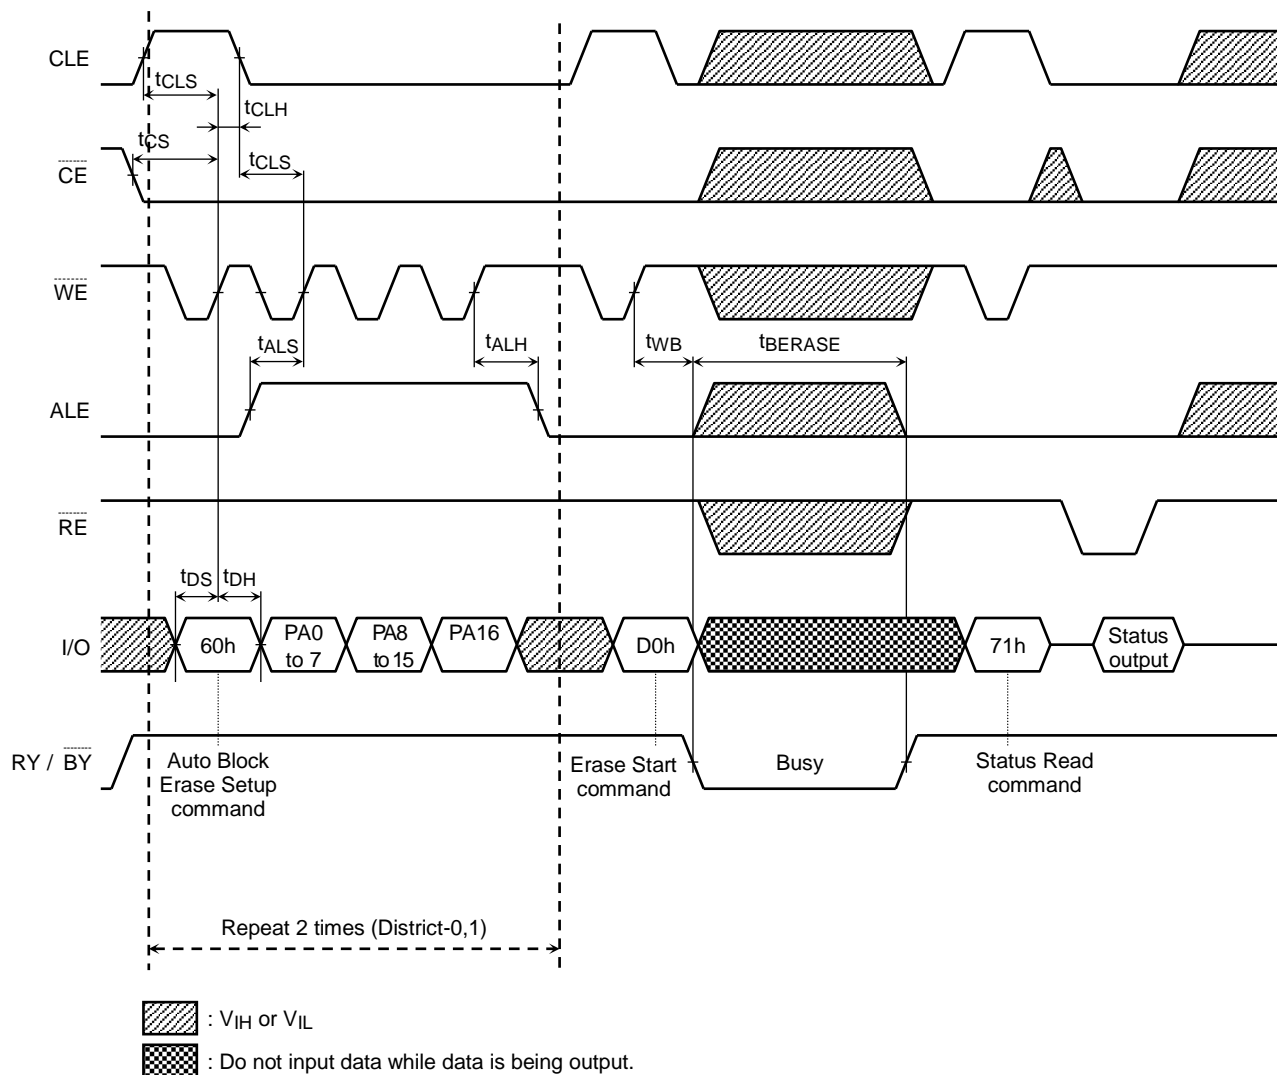 CLE
tCLS
tCLH
tCS
tCLS
CE
WE
tALS
tALH
tWB
tBERASE
ALE
RE
tDS
tDH
I/O
60h
PA0 to 7
PA8 to 15
PA16
D0h
71h
Status output
RY / BY
Auto Block
Erase Setup
command
Erase Start
command
Busy
Status Read
command
Repeat 2 times (District-0,1)
: VIH or VIL
: Do not input data while data is being output.